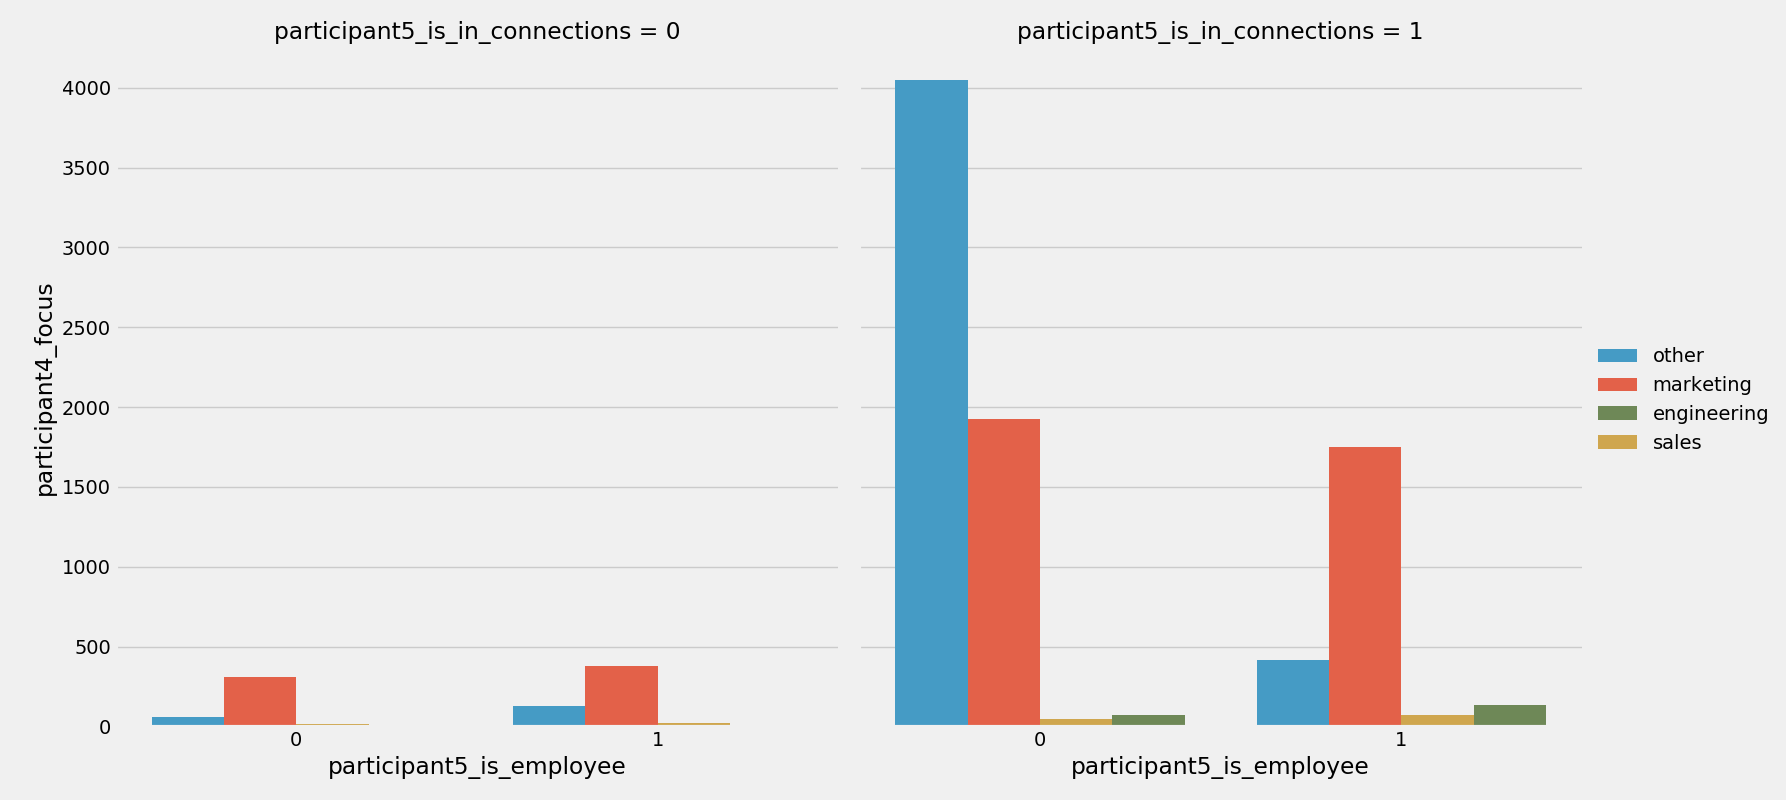 participant5_is_in_connections = 0
participant5_is_in_connections = 1
participant4_focus
4000
3500
3000
2500
2000
1500
1000
500
0
0
1
0
1
participant5_is_employee
participant5_is_employee
other
marketing
engineering
sales